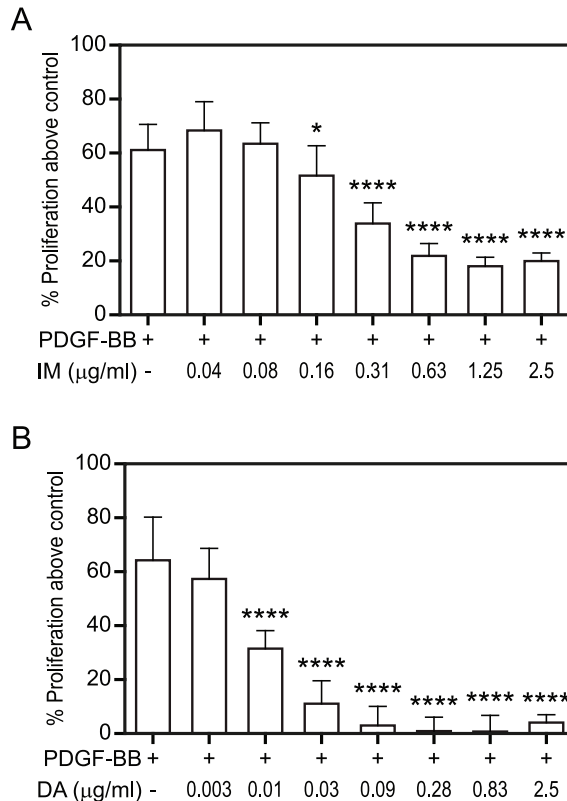 A
100
80
60
40
20
0
% Proliferation above control
*
****
****
****
****
PDGF-BB + + + + + + + +
IM (μg/ml) - 0.04 0.08 0.16 0.31 0.63 1.25 2.5
B
100
80
60
40
20
0
% Proliferation above control
****
****
****
****
****
****
PDGF-BB + + + + + + + +
DA (μg/ml) - 0.003 0.01 0.03 0.09 0.28 0.83 2.5